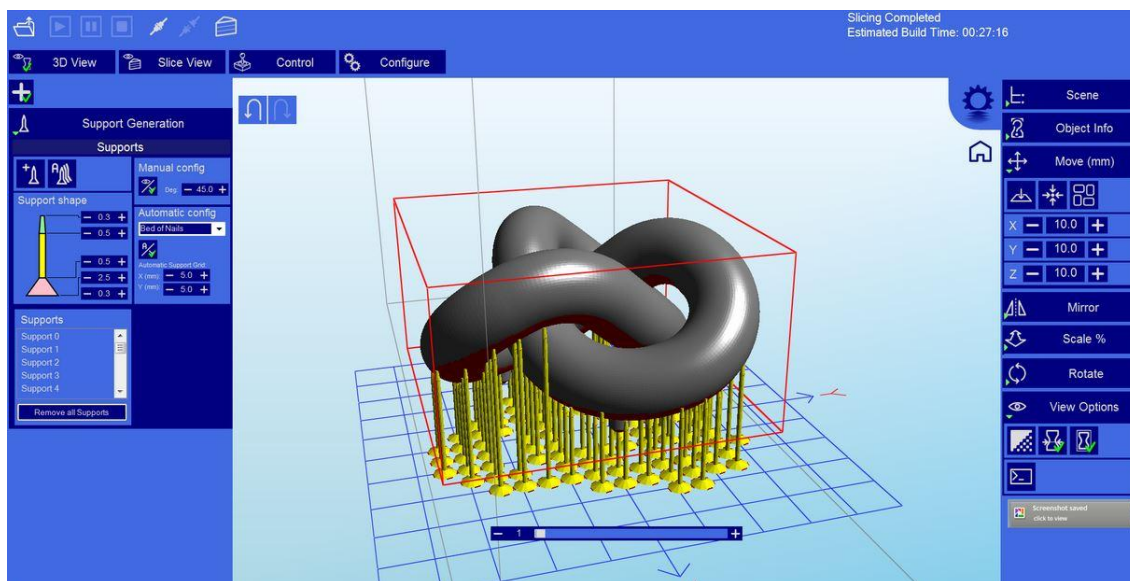 Slicing Completed
Estimated Build Time: 00:27:16
3D View
Slice View
Control
Configure
Support Generation
Supports
Manual config
Deg: 45.0
Support shape
0.3
0.5
0.5
2.5
0.3
Automatic config
Bed of Nails
Automatic Support Grid:
X (mm): 5.0
Y (mm): 5.0
Supports
Support 0
Support 1
Support 2
Support 3
Support 4
Remove all Supports
Y
1
Scene
Object Info
Move (mm)
X 10.0
Y 10.0
Z 10.0
Mirror
Scale %
Rotate
View Options
Screenshot saved
click to view